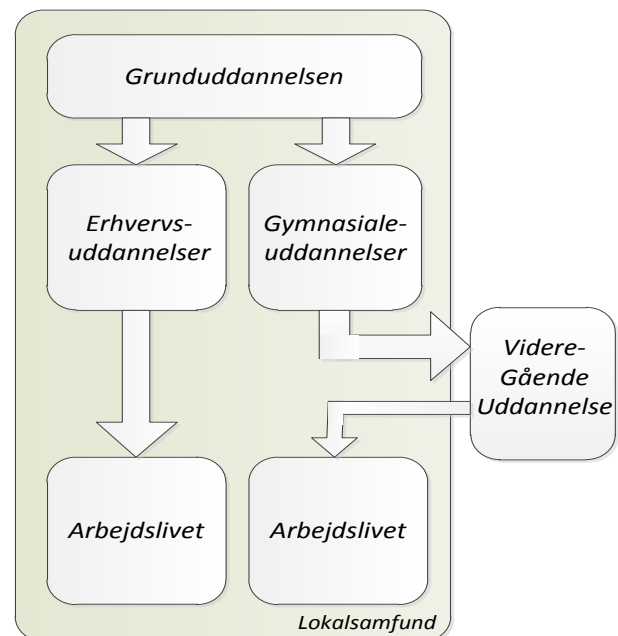 Grunduddannelsen
Erhvervs-
uddannelser
Gymnasiale-
uddannelser
Videre-
Gående
Uddannelse
Arbejdslivet
Arbejdslivet
Lokalsamfund